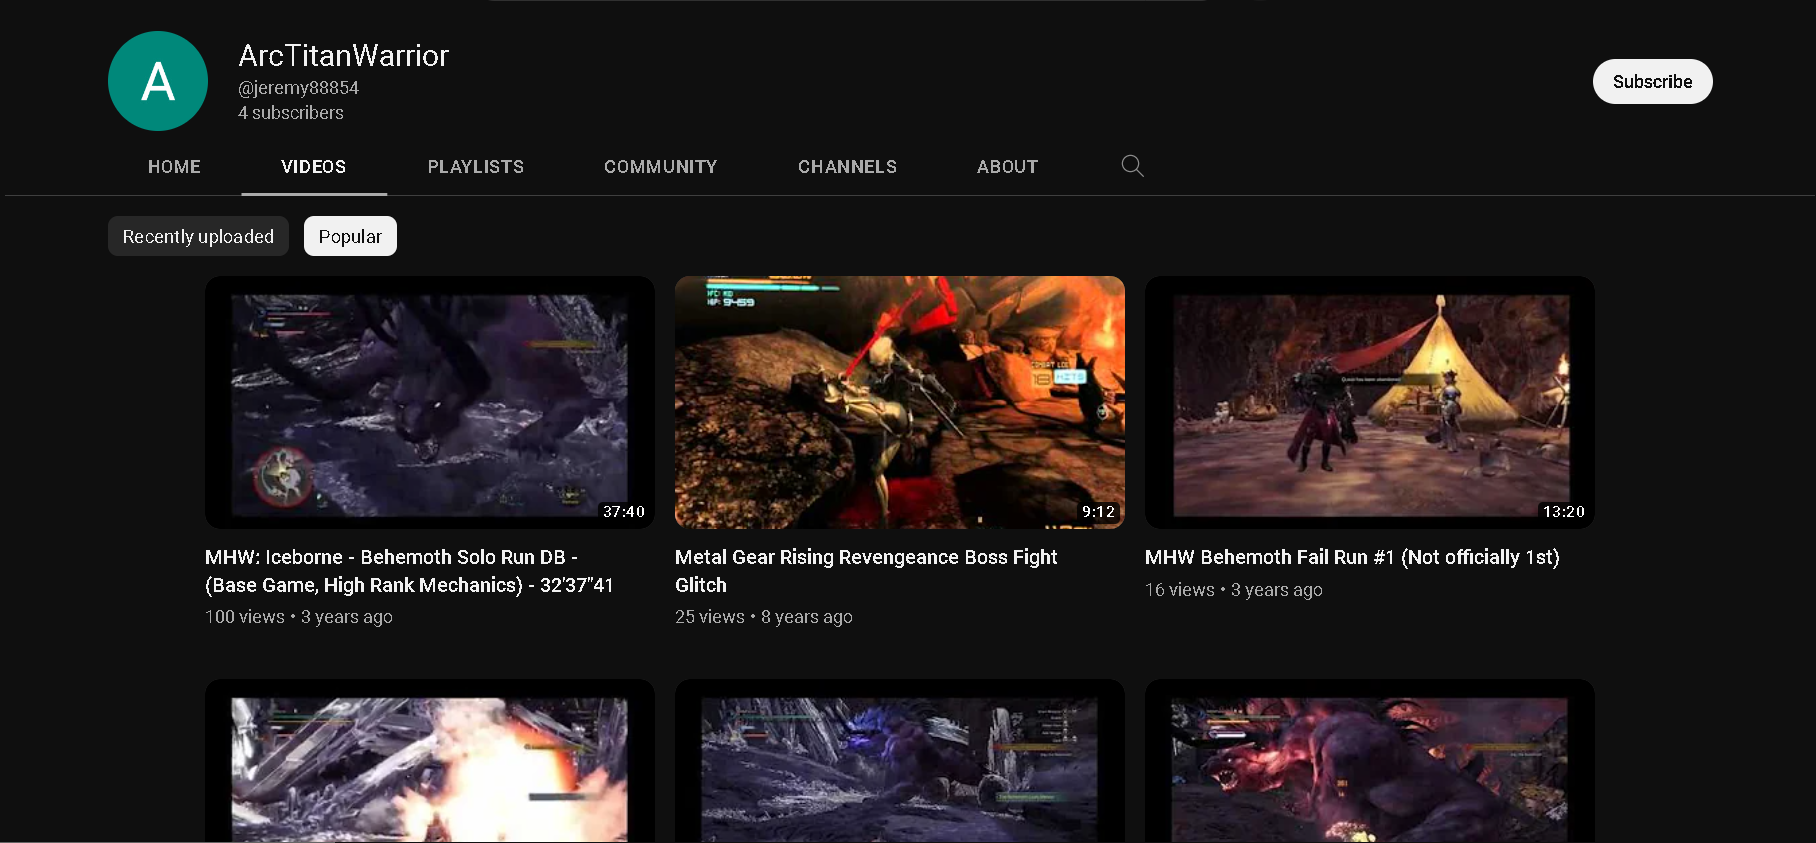 A
ArcTitanWarrior
@jeremy88854
4 subscribers
Subscribe
HOME
VIDEOS
PLAYLISTS
COMMUNITY
CHANNELS
ABOUT
Recently uploaded
Popular
37:40
9:12
HITS
13:20
MHW: Iceborne - Behemoth Solo Run DB -
(Base Game, High Rank Mechanics) - 32'37"41
100 views • 3 years ago
Metal Gear Rising Revengeance Boss Fight
Glitch
25 views • 8 years ago
MHW Behemoth Fail Run #1 (Not officially 1st)
16 views • 3 years ago